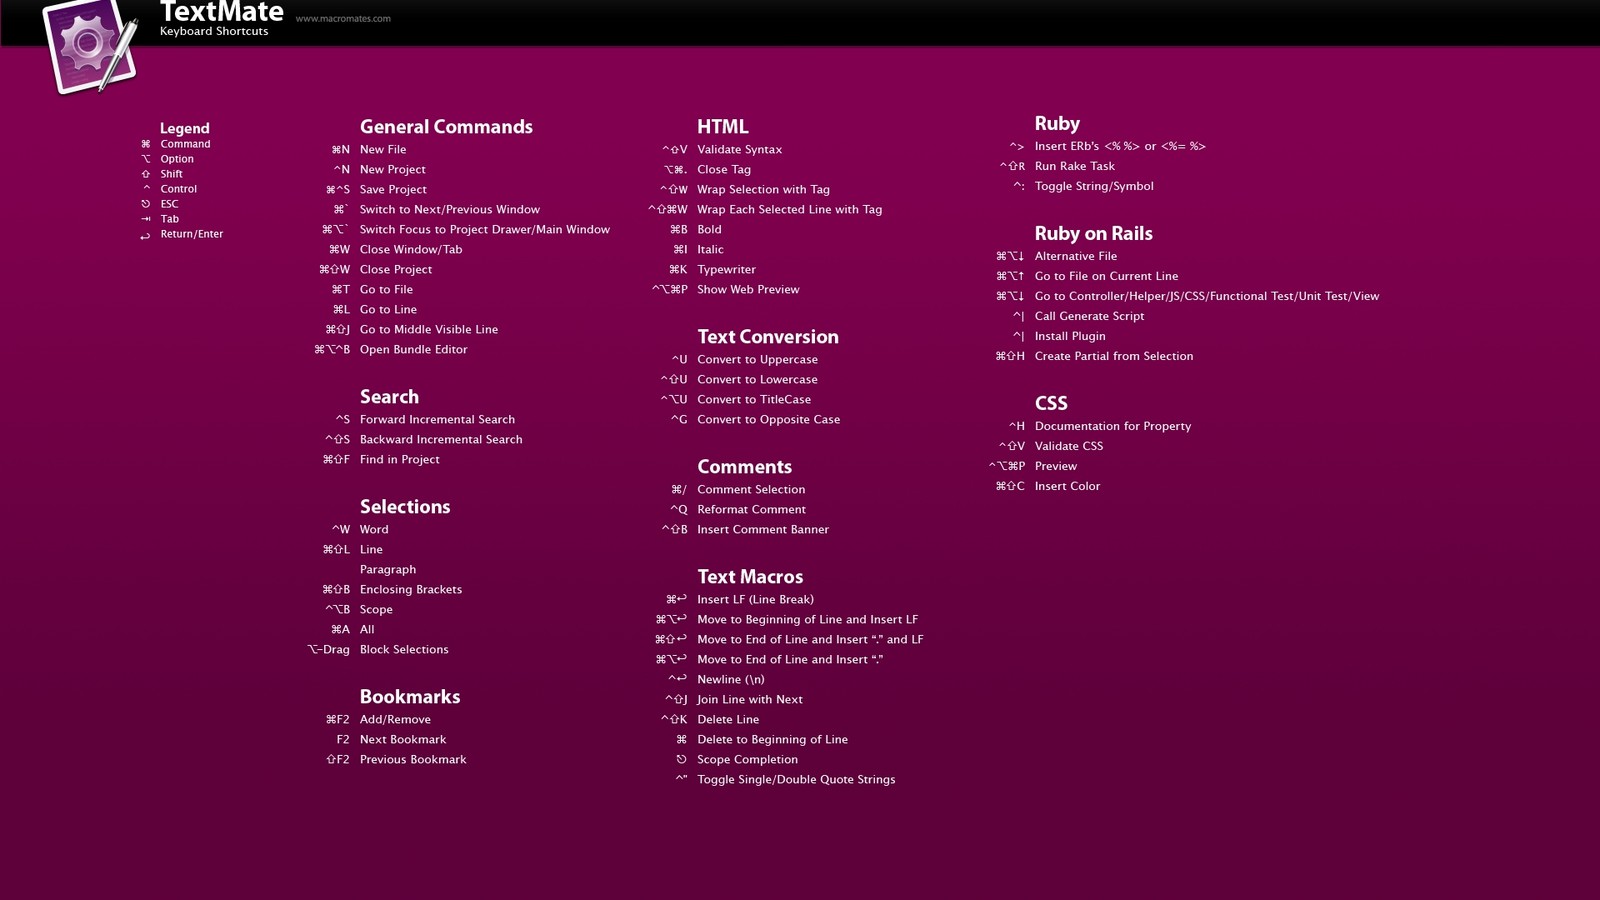 TextMate www.macromates.com
Keyboard Shortcuts
Legend
⌘ Command
⌥ Option
⇧ Shift
^ Control
⎋ ESC
⇥ Tab
↩ Return/Enter
General Commands
⌘N New File
^N New Project
⌘^S Save Project
⌘` Switch to Next/Previous Window
⌘⌥` Switch Focus to Project Drawer/Main Window
⌘W Close Window/Tab
⌘⇧W Close Project
⌘T Go to File
⌘L Go to Line
⌘⇧J Go to Middle Visible Line
⌘⌥^B Open Bundle Editor
Search
^S Forward Incremental Search
^⇧S Backward Incremental Search
⌘⇧F Find in Project
Selections
^W Word
⌘⇧L Line
Paragraph
⌘⇧B Enclosing Brackets
^⌥B Scope
⌘A All
⌥-Drag Block Selections
Bookmarks
⌘F2 Add/Remove
F2 Next Bookmark
⇧F2 Previous Bookmark
HTML
^⇧V Validate Syntax
⌥⌘. Close Tag
^⇧W Wrap Selection with Tag
^⇧⌘W Wrap Each Selected Line with Tag
⌘B Bold
⌘I Italic
⌘K Typewriter
^⌥⌘P Show Web Preview
Text Conversion
^U Convert to Uppercase
^⇧U Convert to Lowercase
^⌥U Convert to TitleCase
^G Convert to Opposite Case
Comments
⌘/ Comment Selection
^Q Reformat Comment
^⇧B Insert Comment Banner
Text Macros
⌘↩ Insert LF (Line Break)
⌘⌥↩ Move to Beginning of Line and Insert LF
⌘⇧↩ Move to End of Line and Insert “.” and LF
⌘⌥↩ Move to End of Line and Insert “.”
^↩ Newline (\n)
^⇧J Join Line with Next
^⇧K Delete Line
⌘ Delete to Beginning of Line
⎋ Scope Completion
^" Toggle Single/Double Quote Strings
Ruby
^> Insert ERb's <% %> or <%= %>
^⇧R Run Rake Task
^: Toggle String/Symbol
Ruby on Rails
⌘⌥↓ Alternative File
⌘⌥↑ Go to File on Current Line
⌘⌥↓ Go to Controller/Helper/JS/CSS/Functional Test/Unit Test/View
^| Call Generate Script
^| Install Plugin
⌘⇧H Create Partial from Selection
CSS
^H Documentation for Property
^⇧V Validate CSS
^⌥⌘P Preview
⌘⇧C Insert Color